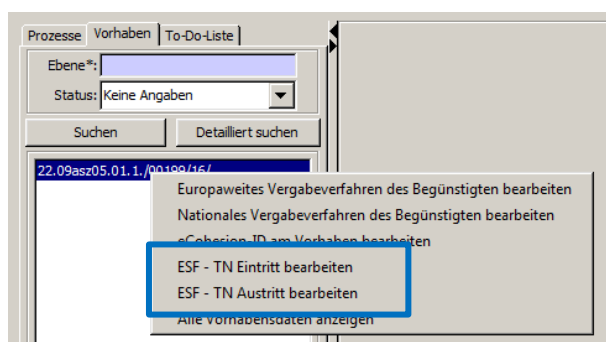 Prozesse Vorhaben To-Do-Liste
Ebene*:
Status: Keine Angaben
Suchen Detailliert suchen
22.09asz05.01.1./00199/16/
Europaweites Vergabeverfahren des Begünstigten bearbeiten
Nationales Vergabeverfahren des Begünstigten bearbeiten
eCohesion-ID am Vorhaben bearbeiten
ESF - TN Eintritt bearbeiten
ESF - TN Austritt bearbeiten
Alle Vorhabensdaten anzeigen